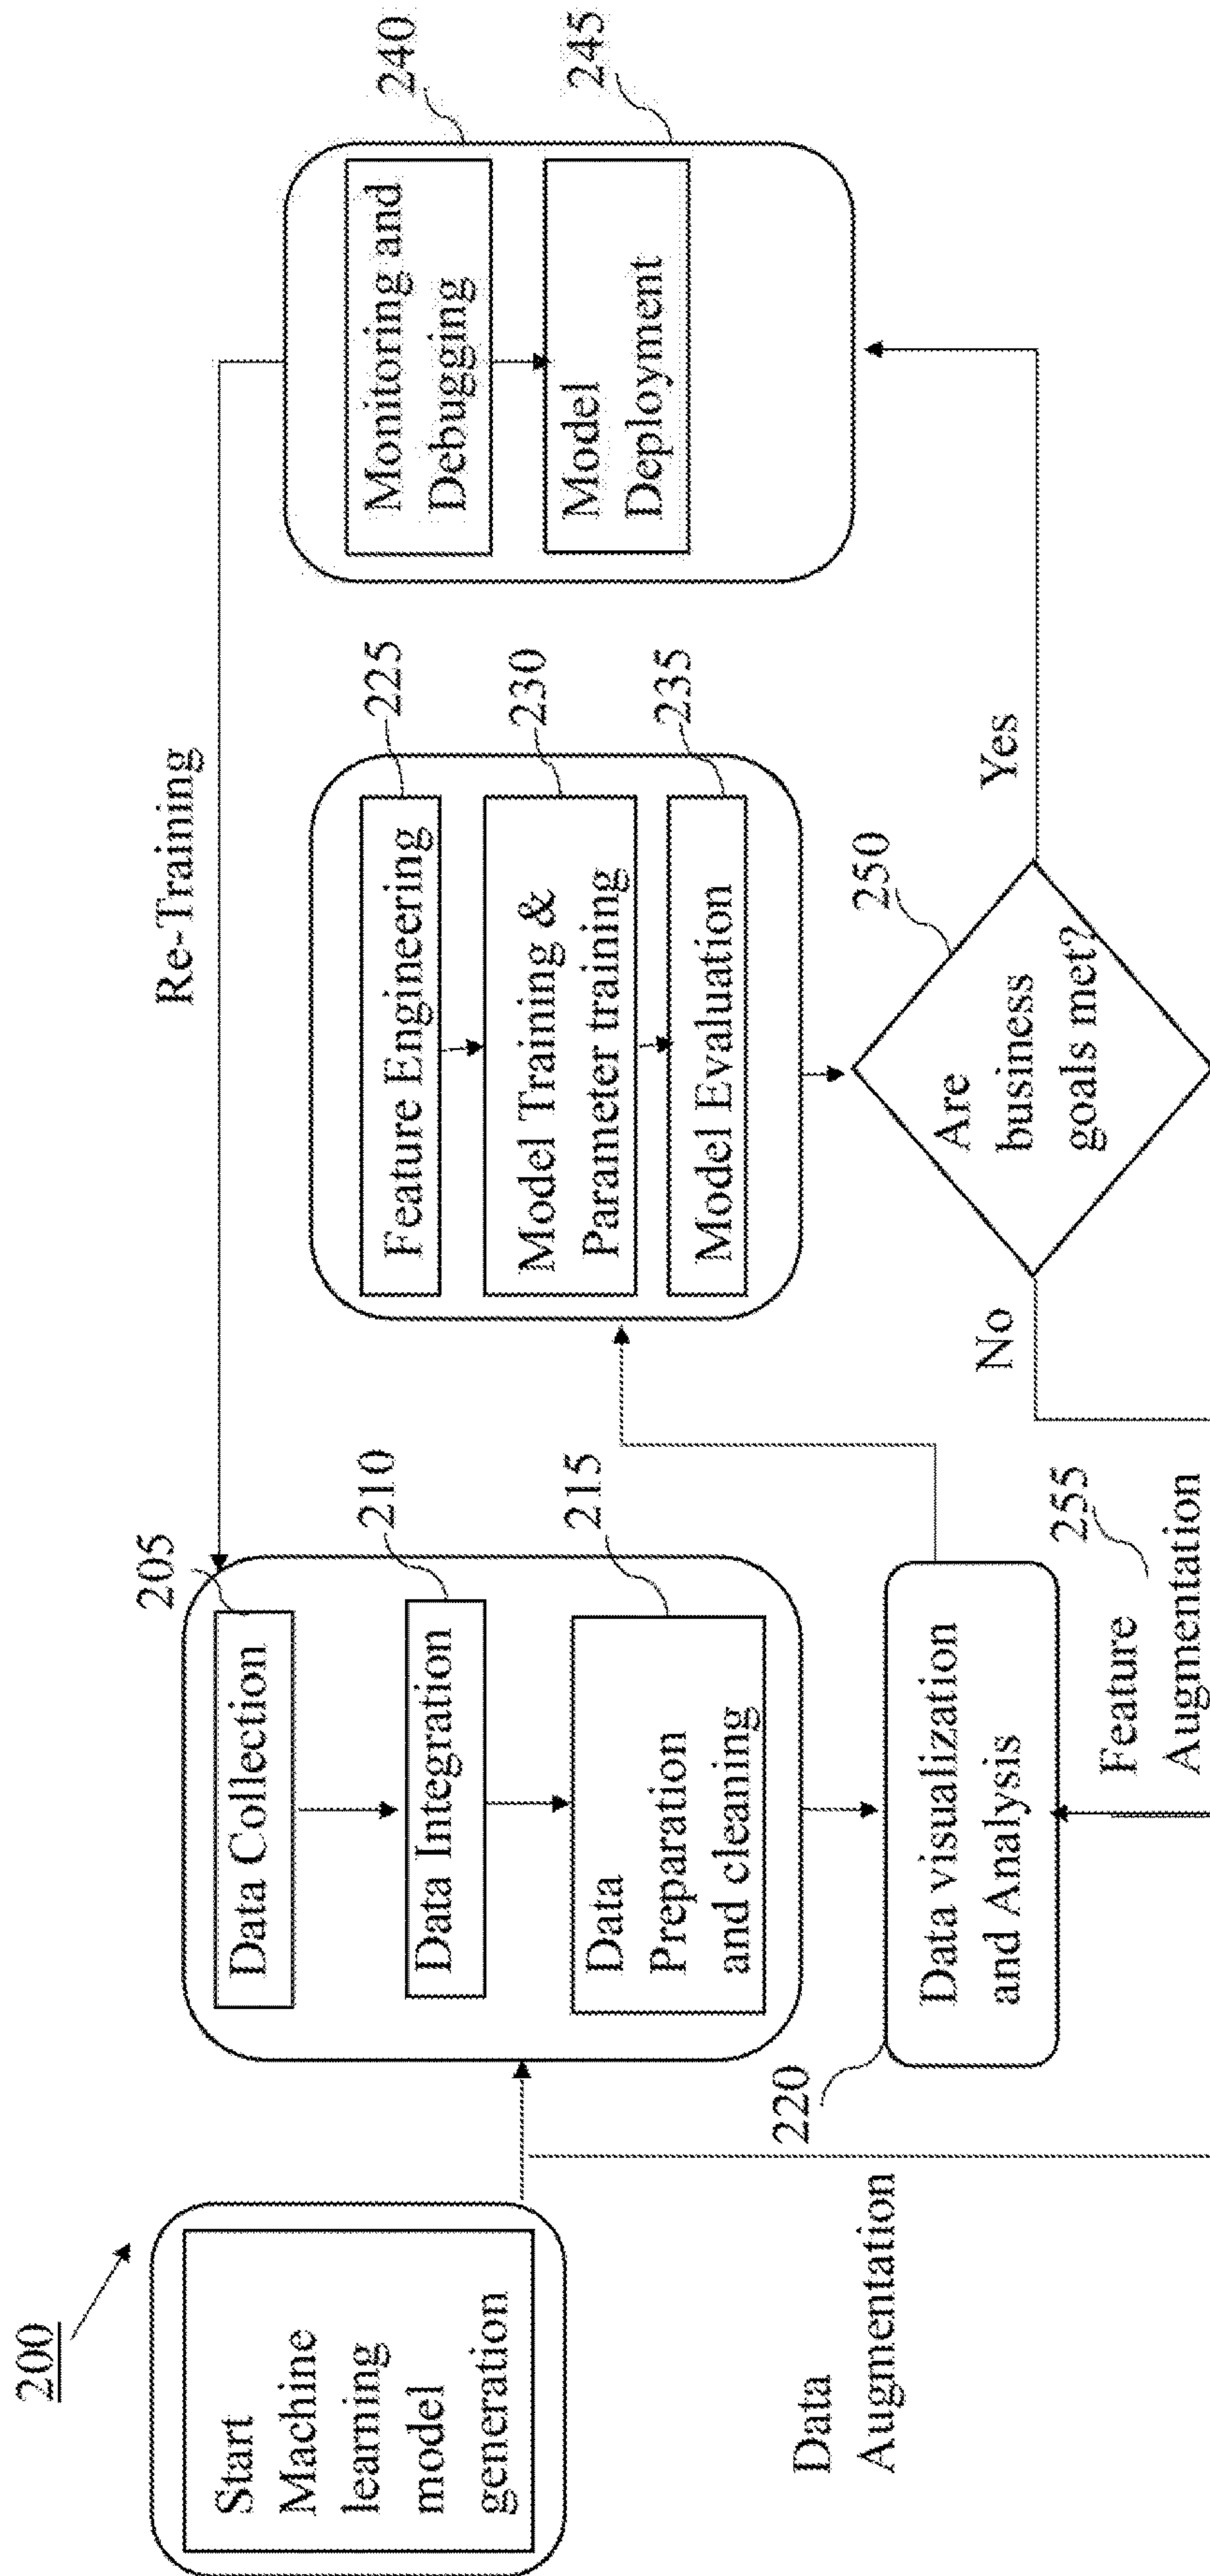 200
Start
Machine
learning
model
generation
Data
Augmentation
Re-Training
205
Data Collection
210
Data Integration
215
Data
Preparation
and cleaning
220
Data visualization
and Analysis
255
Feature
Augmentation
225
Feature Engineering
230
Model Training &
Parameter training
235
Model Evaluation
250
Are
business
goals met?
No
Yes
240
Monitoring and
Debugging
245
Model
Deployment